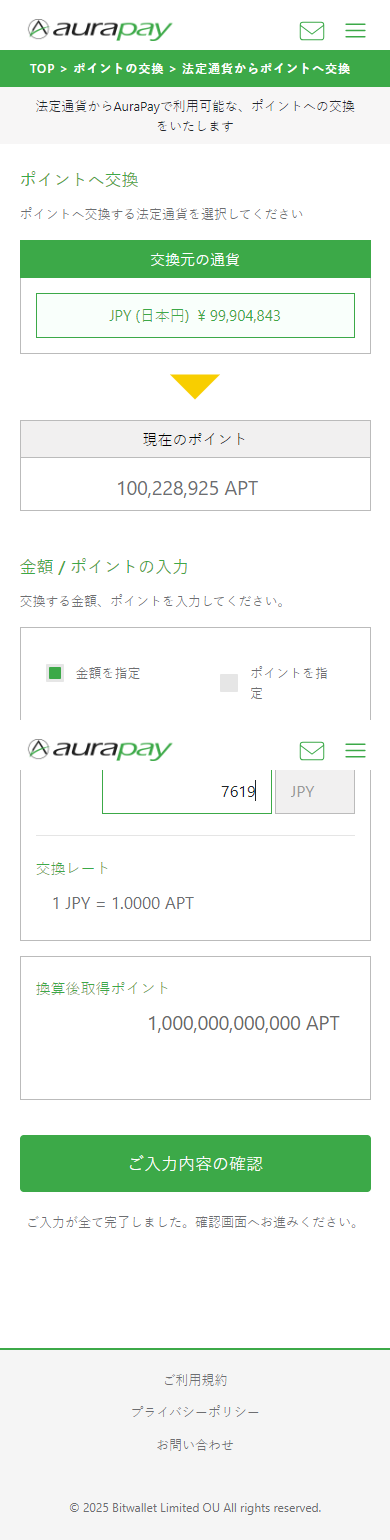 aurapay
TOP > ポイントの交換 > 法定通貨からポイントへ交換
法定通貨からAuraPayで利用可能な、ポイントへの交換
をいたします
ポイントへ交換
ポイントへ交換する法定通貨を選択してください
交換元の通貨
JPY (日本円) ¥ 99,904,843
現在のポイント
100,228,925 APT
金額 / ポイントの入力
交換する金額、ポイントを入力してください。
金額を指定
ポイントを指
定
aurapay
7619 JPY
交換レート
1 JPY = 1.0000 APT
換算後取得ポイント
1,000,000,000,000 APT
ご入力内容の確認
ご入力が全て完了しました。確認画面へお進みください。
ご利用規約
プライバシーポリシー
お問い合わせ
© 2025 Bitwallet Limited OU All rights reserved.